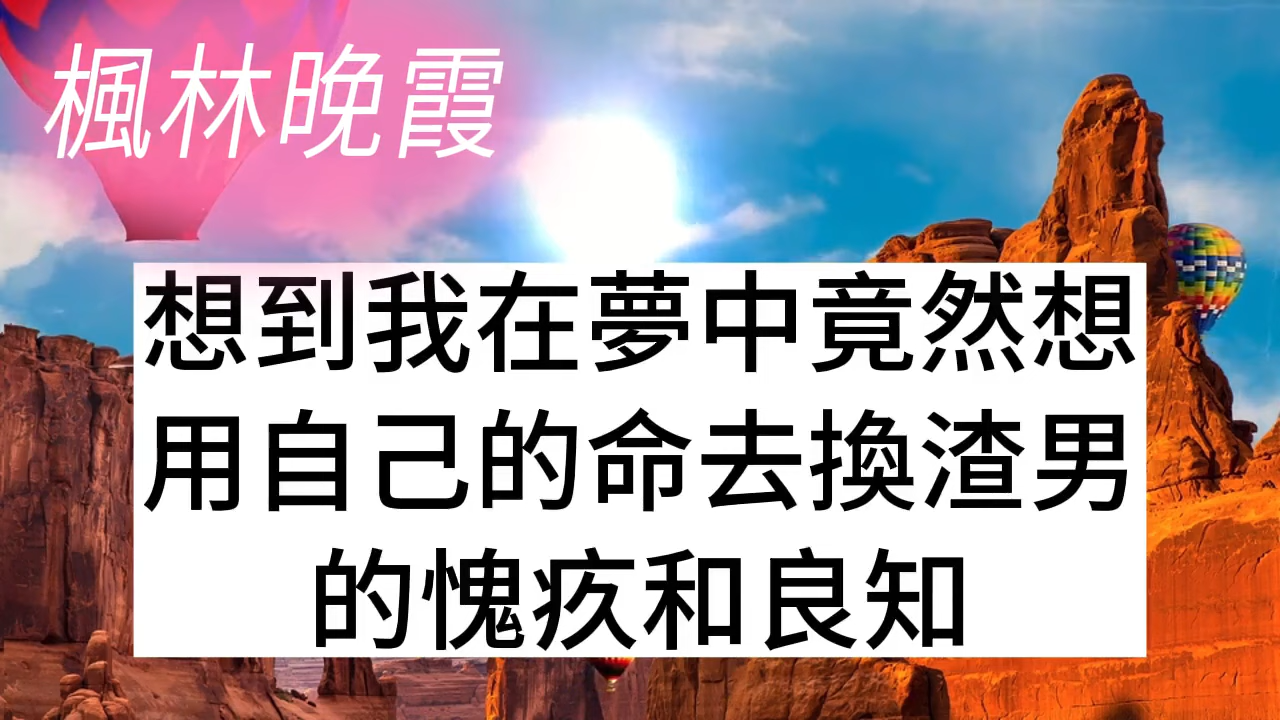 楓林晚霞
想到我在夢中竟然想
用自己的命去換渣男
的愧疚和良知